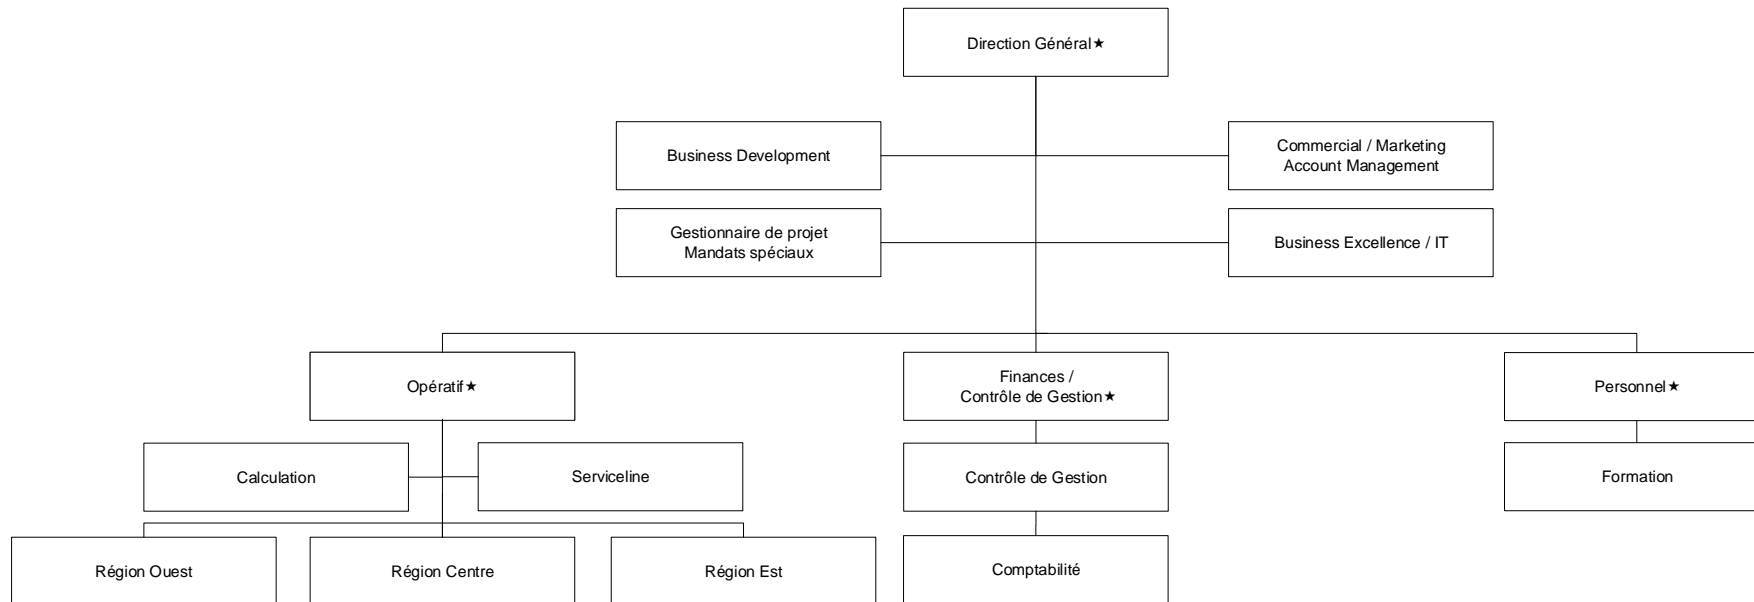 Direction Général★
Business Development
Commercial / Marketing
Account Management
Gestionnaire de projet
Mandats spéciaux
Business Excellence / IT
Opératif★
Finances /
Contrôle de Gestion★
Personnel★
Calculation
Serviceline
Contrôle de Gestion
Formation
Région Ouest
Région Centre
Région Est
Comptabilité